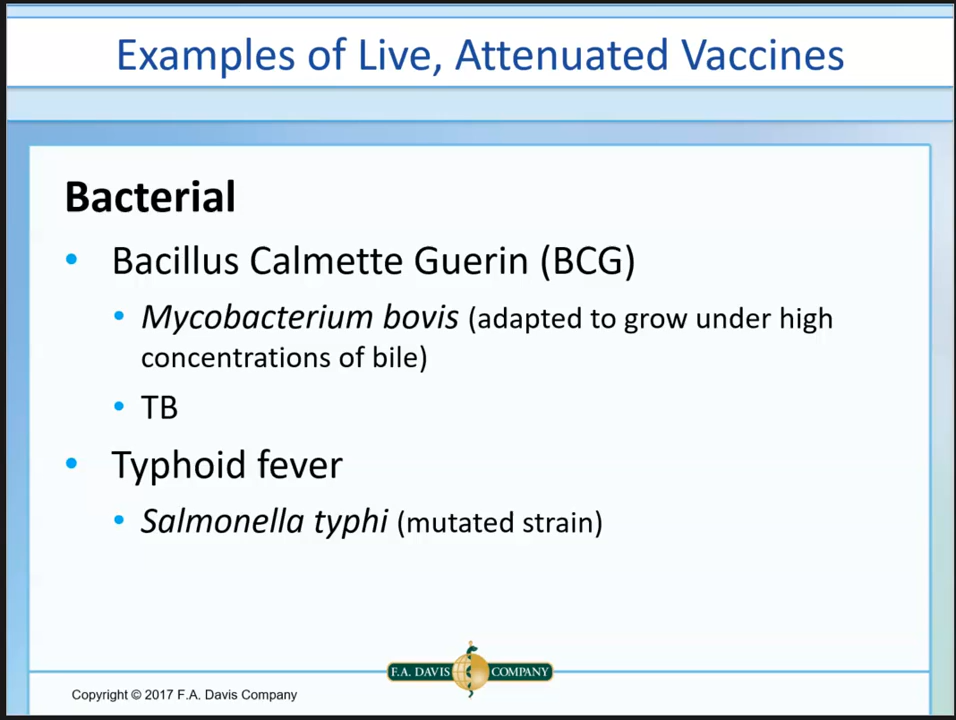 Examples of Live, Attenuated Vaccines
Bacterial
• Bacillus Calmette Guerin (BCG)
• Mycobacterium bovis (adapted to grow under high
concentrations of bile)
• TB
• Typhoid fever
• Salmonella typhi (mutated strain)
F.A. DAVIS COMPANY
Copyright © 2017 F.A. Davis Company